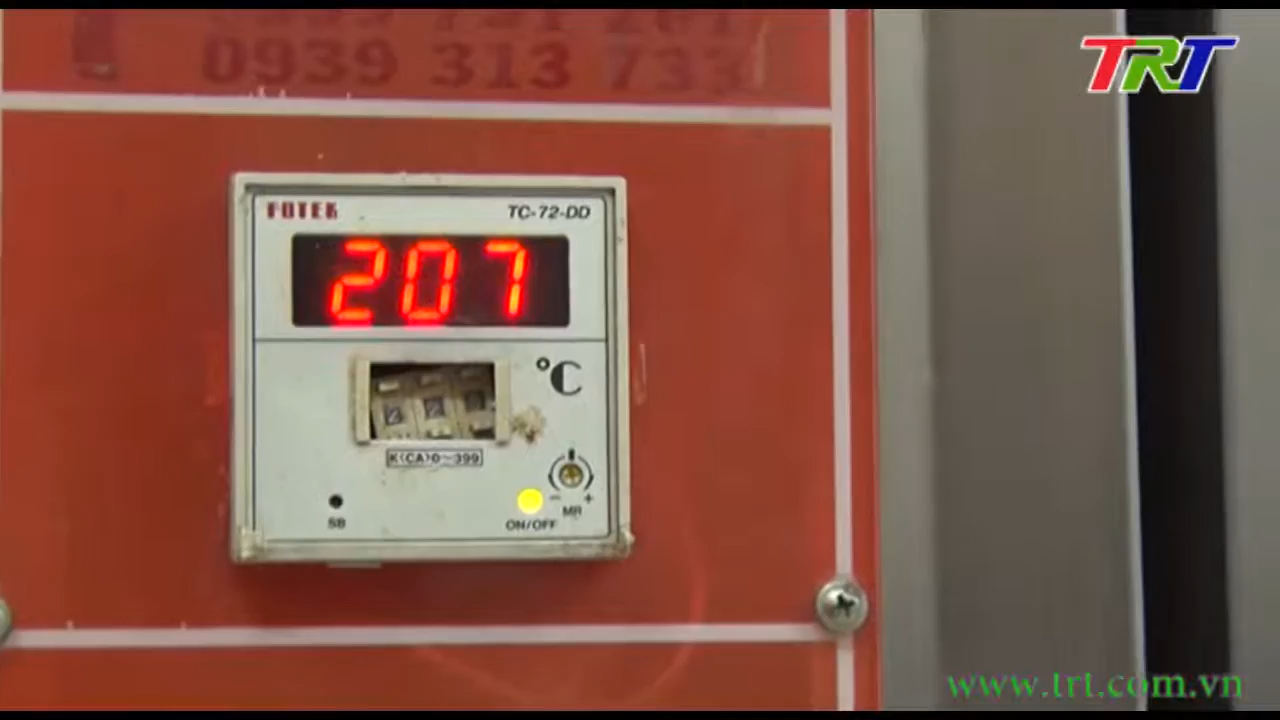 0939 313 733
TRT
FOTEK
TC-72-DD
207
°C
K(CA)0~399
- +
MR
SB
ON/OFF
www.trt.com.vn